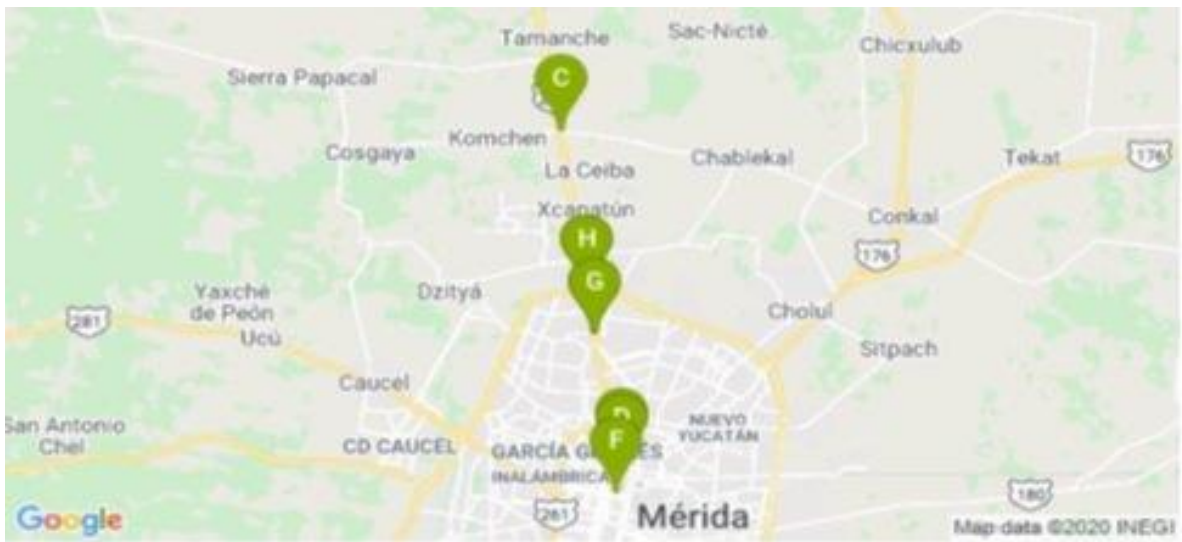 Tamanche
Sac-Nicté
Chicxulub
Sierra Papacal
C
Komchen
Cosgaya
Chablekal
Tekat
176
La Ceiba
Xcanatún
Conkal
H
176
G
Dzityá
Yaxché
de Peón
Cholul
281
Ucú
Sitpach
Caucel
D
San Antonio
Chel
CD CAUCEL
NUEVO
YUCATÁN
F
INALÁMBRICA
180
261
Mérida
Google
Map data ©2020 INEGI